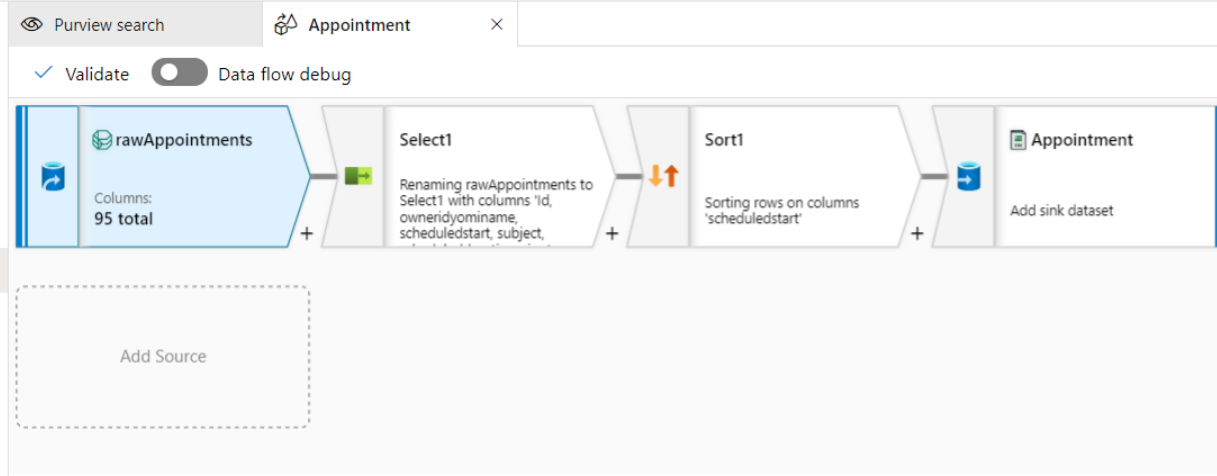 Purview search
Appointment
Validate
Data flow debug
rawAppointments
Columns:
95 total
Select1
Renaming rawAppointments to
Select1 with columns 'Id,
owneridyominame,
scheduledstart, subject,
Sort1
Sorting rows on columns
'scheduledstart'
Appointment
Add sink dataset
Add Source